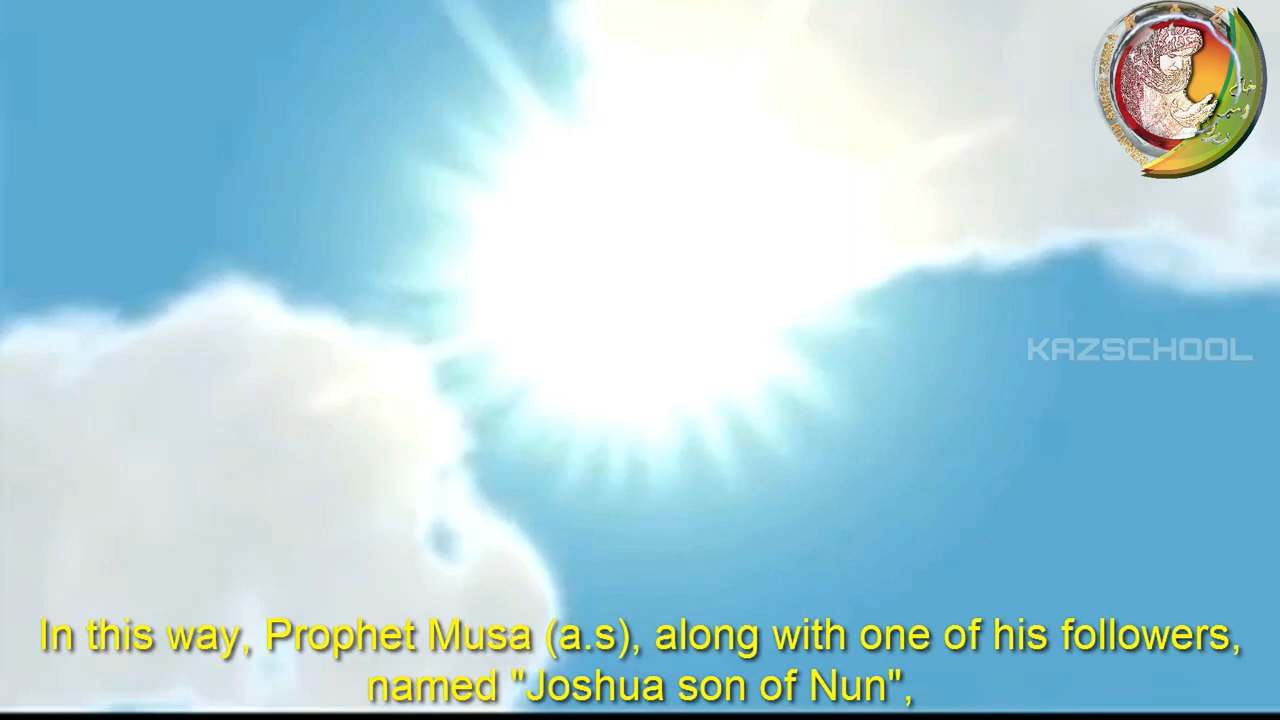 K A Z
KAZSCHOOL
In this way, Prophet Musa (a.s), along with one of his followers,
named "Joshua son of Nun",